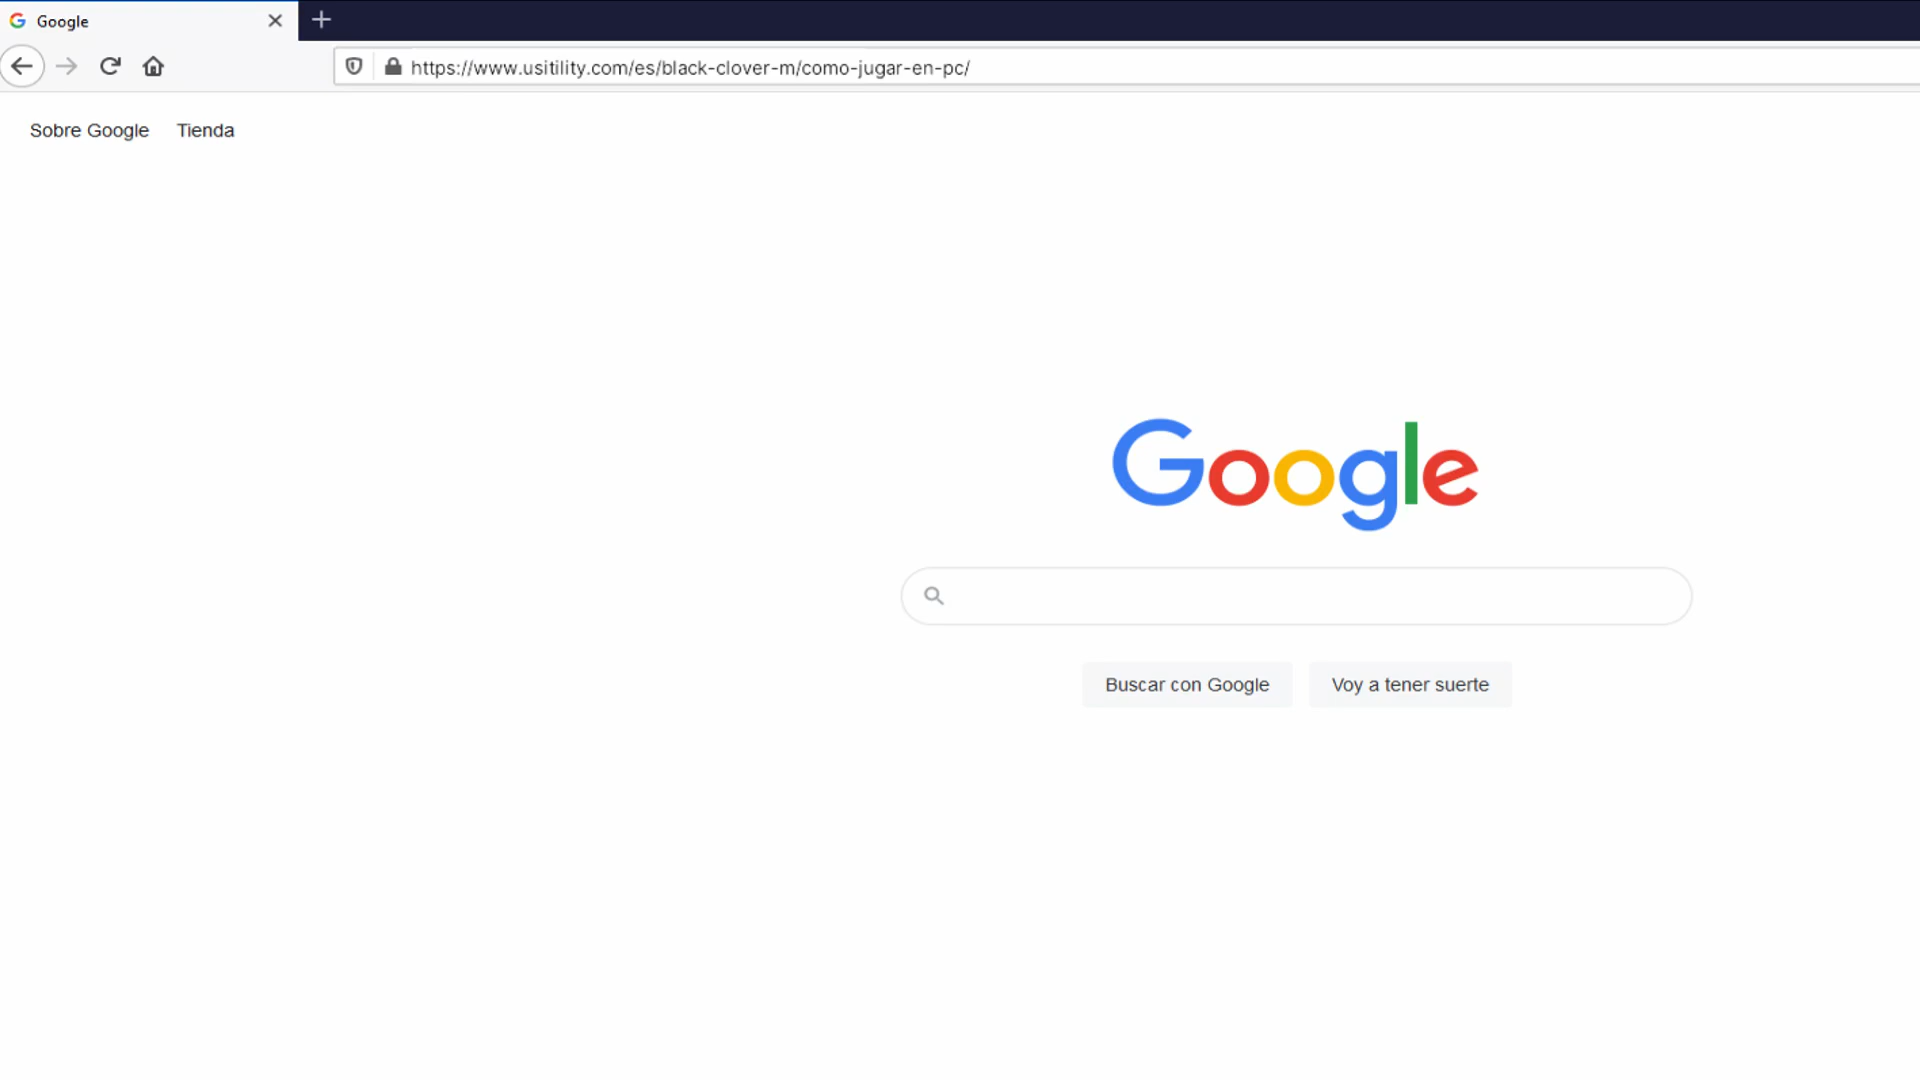 Google
https://www.usitility.com/es/black-clover-m/como-jugar-en-pc/
Sobre Google Tienda
Google
Buscar con Google Voy a tener suerte